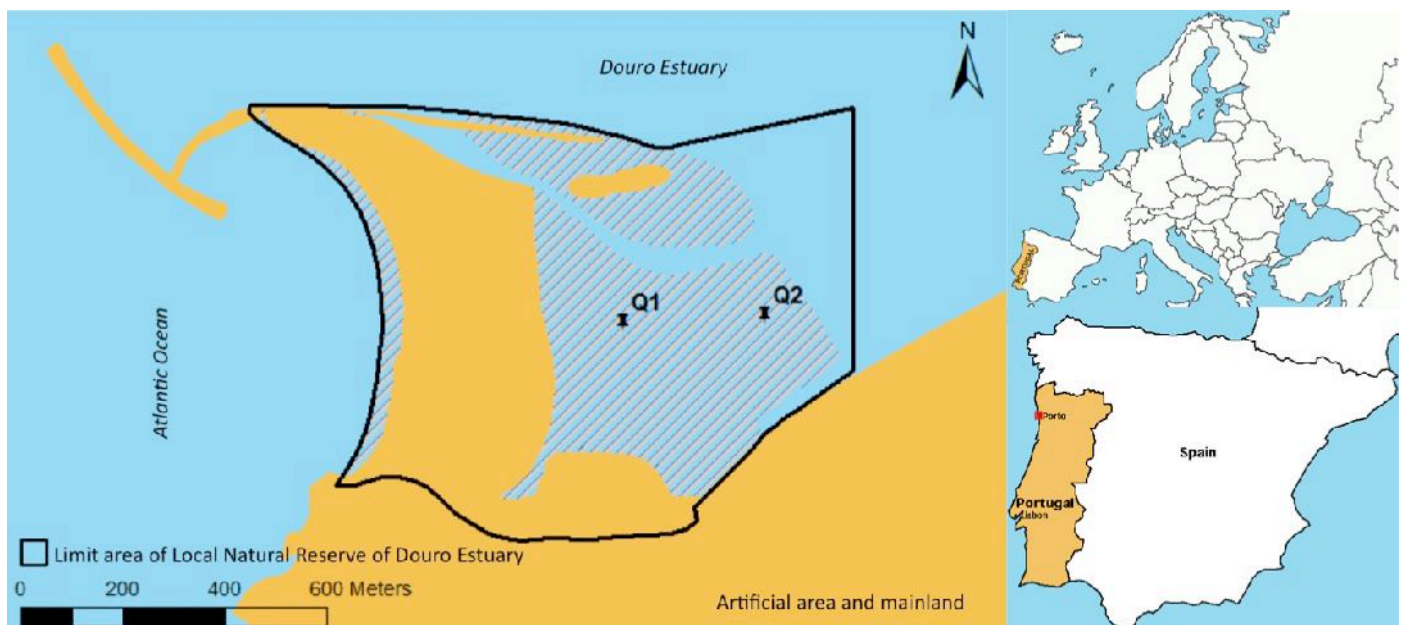 Douro Estuary
N
Atlantic Ocean
Q1
Q2
Limit area of Local Natural Reserve of Douro Estuary
0 200 400 600 Meters
Artificial area and mainland
PORTUGAL
Porto
Spain
Portugal
Lisbon